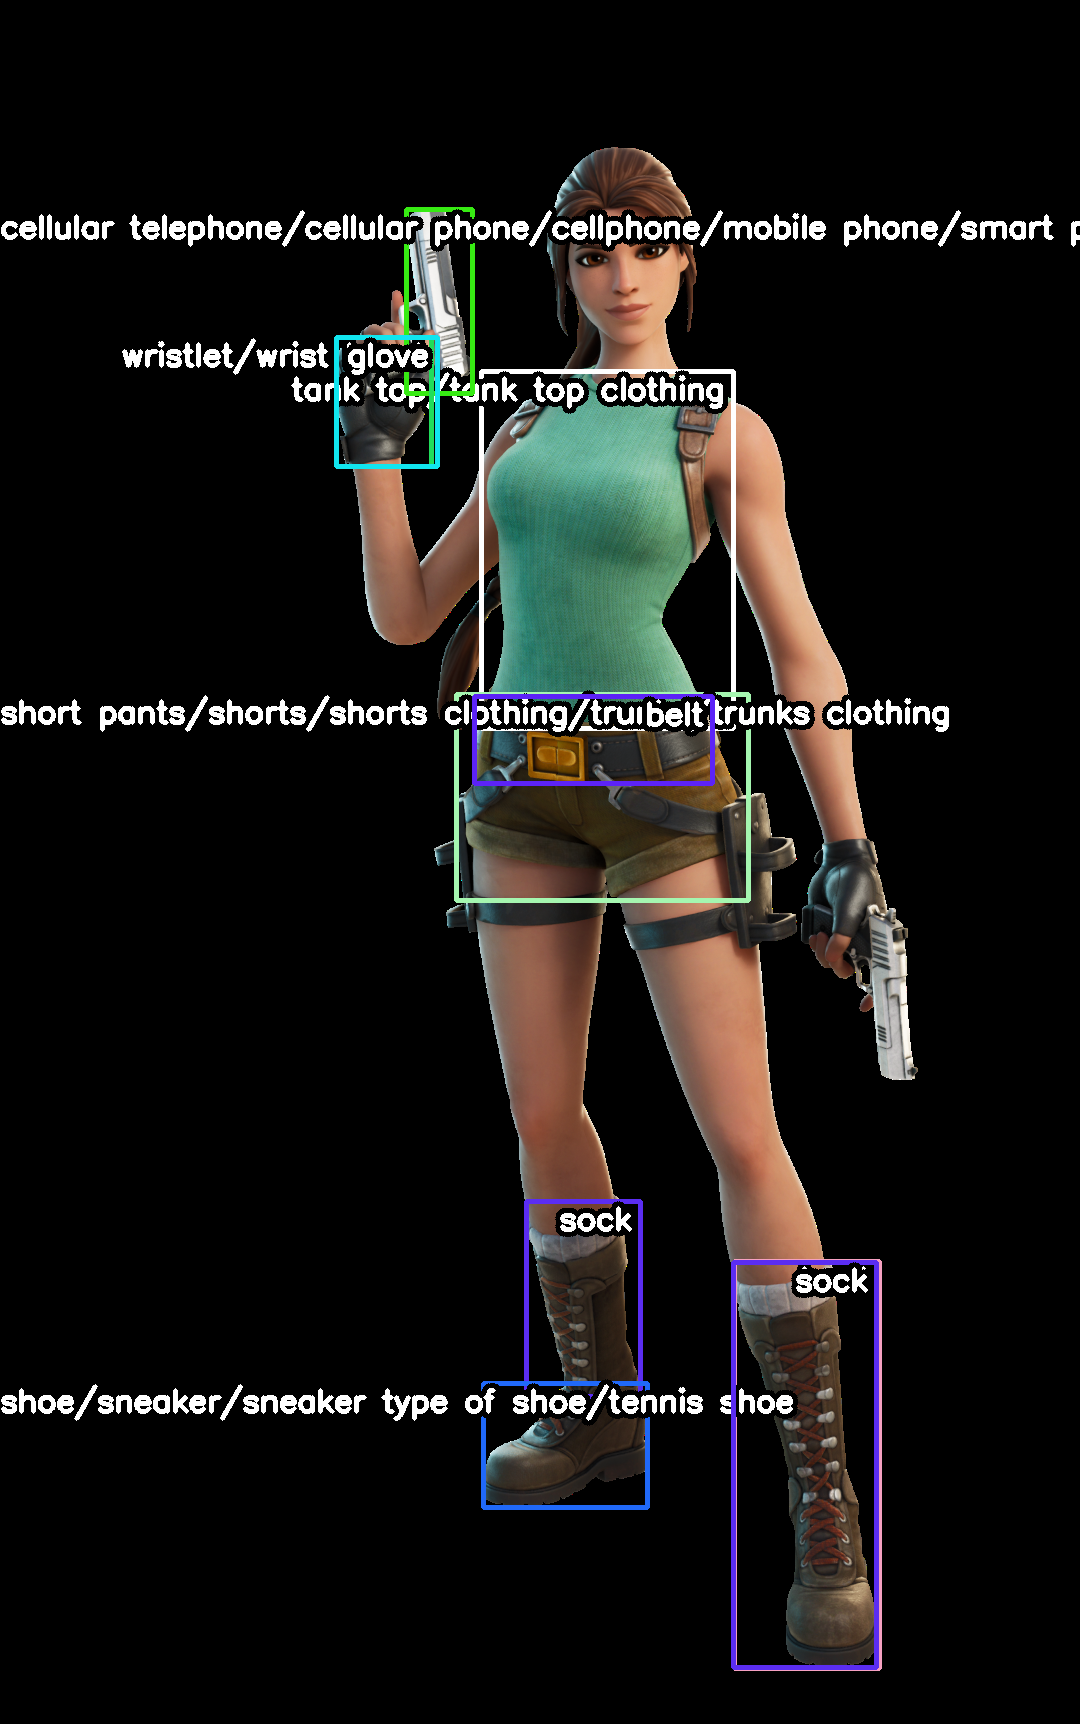 cellular telephone/cellular phone/cellphone/mobile phone/smart p
wristlet/wrist glove
tank top/tank top clothing
short pants/shorts/shorts clothing/trunks clothing
belt
sock
sock
shoe/sneaker/sneaker type of shoe/tennis shoe